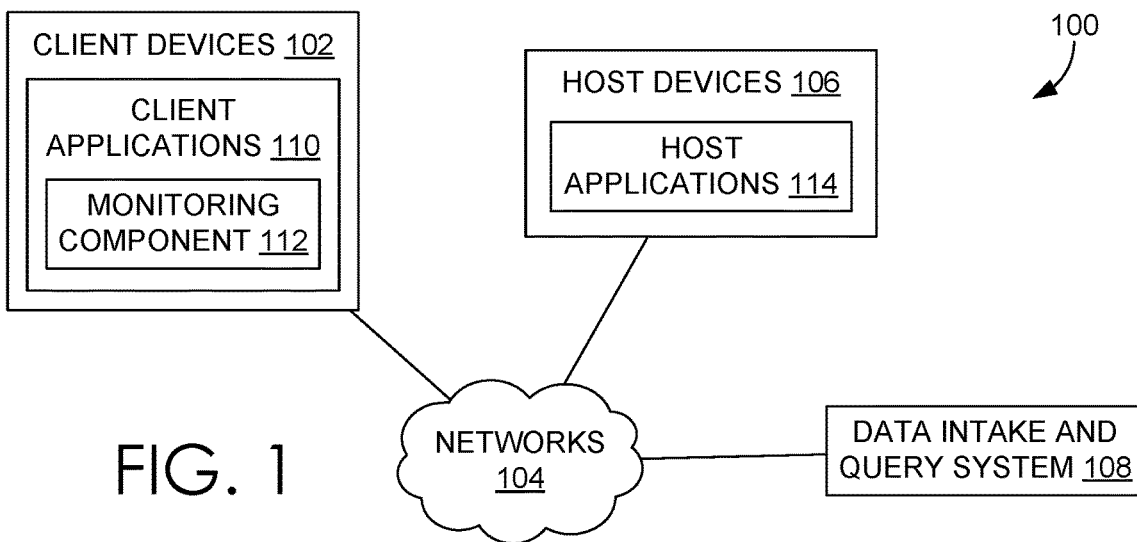 100
CLIENT DEVICES 102
CLIENT
APPLICATIONS 110
MONITORING
COMPONENT 112
HOST DEVICES 106
HOST
APPLICATIONS 114
NETWORKS
104
DATA INTAKE AND
QUERY SYSTEM 108
FIG. 1